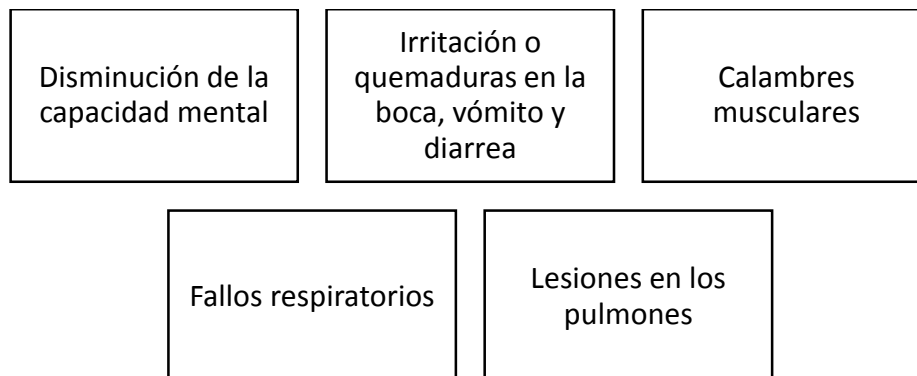 Disminución de la
capacidad mental
Irritación o
quemaduras en la
boca, vómito y
diarrea
Calambres
musculares
Fallos respiratorios
Lesiones en los
pulmones